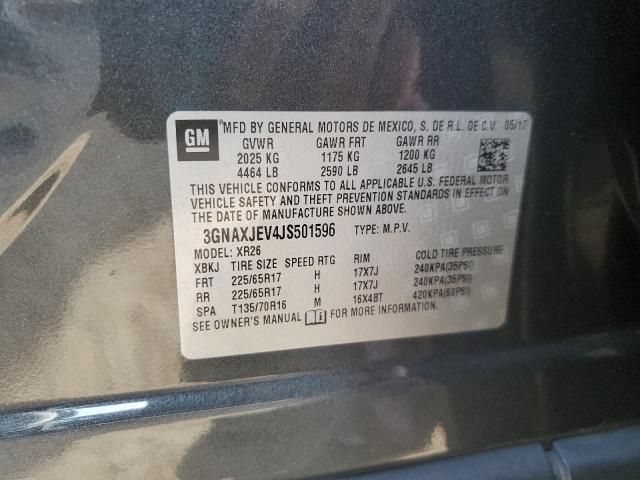 GM
MFD BY GENERAL MOTORS DE MEXICO, S. DE R.L. DE C.V. 05/17
GVWR GAWR FRT GAWR RR
2025 KG 1175 KG 1200 KG
4464 LB 2590 LB 2645 LB
THIS VEHICLE CONFORMS TO ALL APPLICABLE U.S. FEDERAL MOTOR
VEHICLE SAFETY AND THEFT PREVENTION STANDARDS IN EFFECT ON
THE DATE OF MANUFACTURE SHOWN ABOVE.
3GNAXJEV4JS501596 TYPE: M.P.V.
MODEL: XR26
XBKJ TIRE SIZE SPEED RTG RIM COLD TIRE PRESSURE
FRT 225/65R17 H 17X7J 240KPA(35PSI)
RR 225/65R17 H 17X7J 240KPA(35PSI)
SPA T135/70R16 M 16X4BT 420KPA(60PSI)
SEE OWNER'S MANUAL FOR MORE INFORMATION